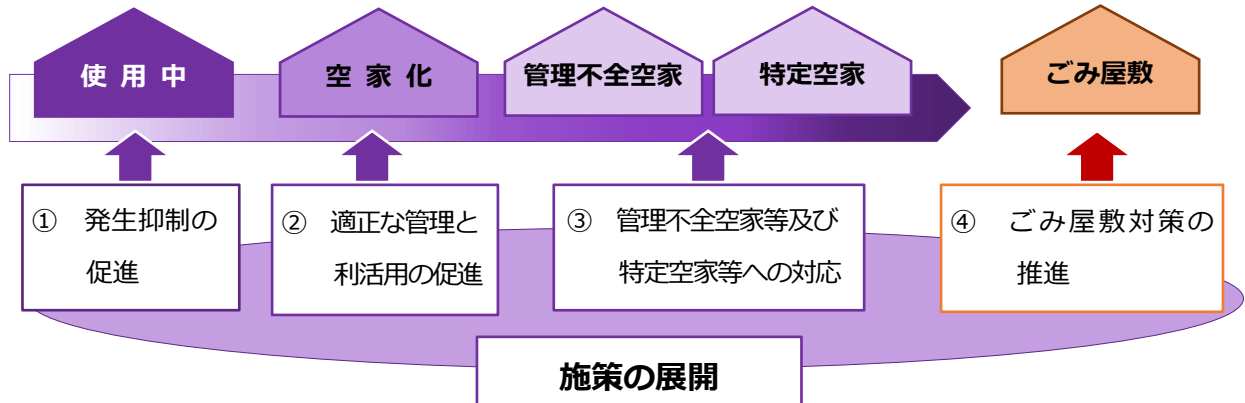 使用中
空家化
管理不全空家
特定空家
ごみ屋敷
① 発生抑制の
促進
② 適正な管理と
利活用の促進
③ 管理不全空家等及び
特定空家等への対応
④ ごみ屋敷対策の
推進
施策の展開